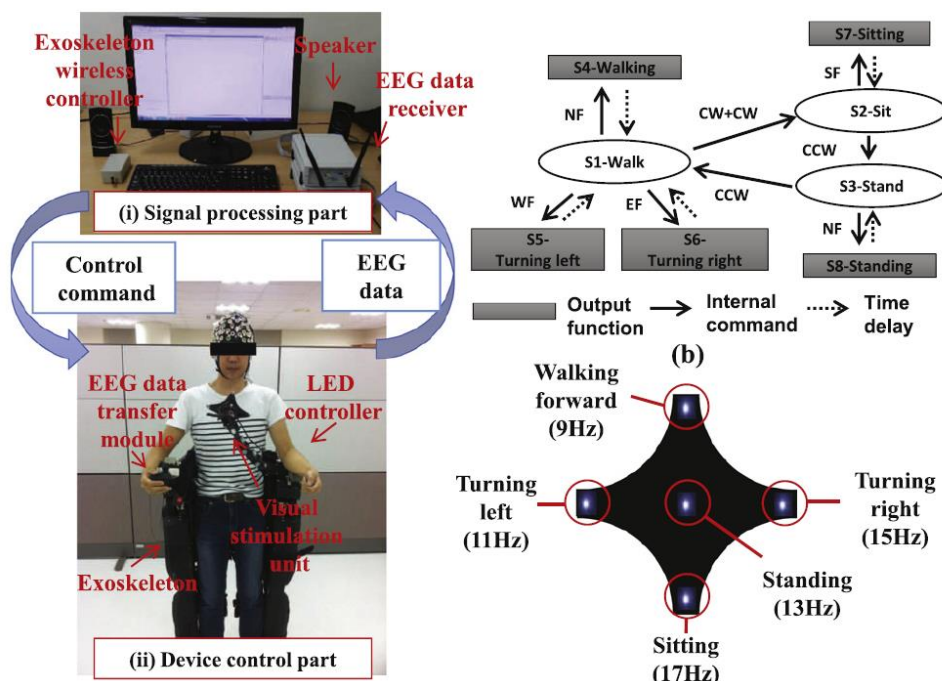 Exoskeleton
wireless
controller
Speaker
EEG data
receiver
(i) Signal processing part
Control
command
EEG
data
EEG data
transfer
module
LED
controller
Visual
stimulation
unit
Exoskeleton
(ii) Device control part
S7-Sitting
S4-Walking
SF
NF
CW+CW
S2-Sit
CCW
S1-Walk
S3-Stand
CCW
WF
EF
NF
S5-
Turning left
S6-
Turning right
S8-Standing
Output
function
Internal
command
Time
delay
(b)
Walking
forward
(9Hz)
Turning
left
(11Hz)
Turning
right
(15Hz)
Standing
(13Hz)
Sitting
(17Hz)